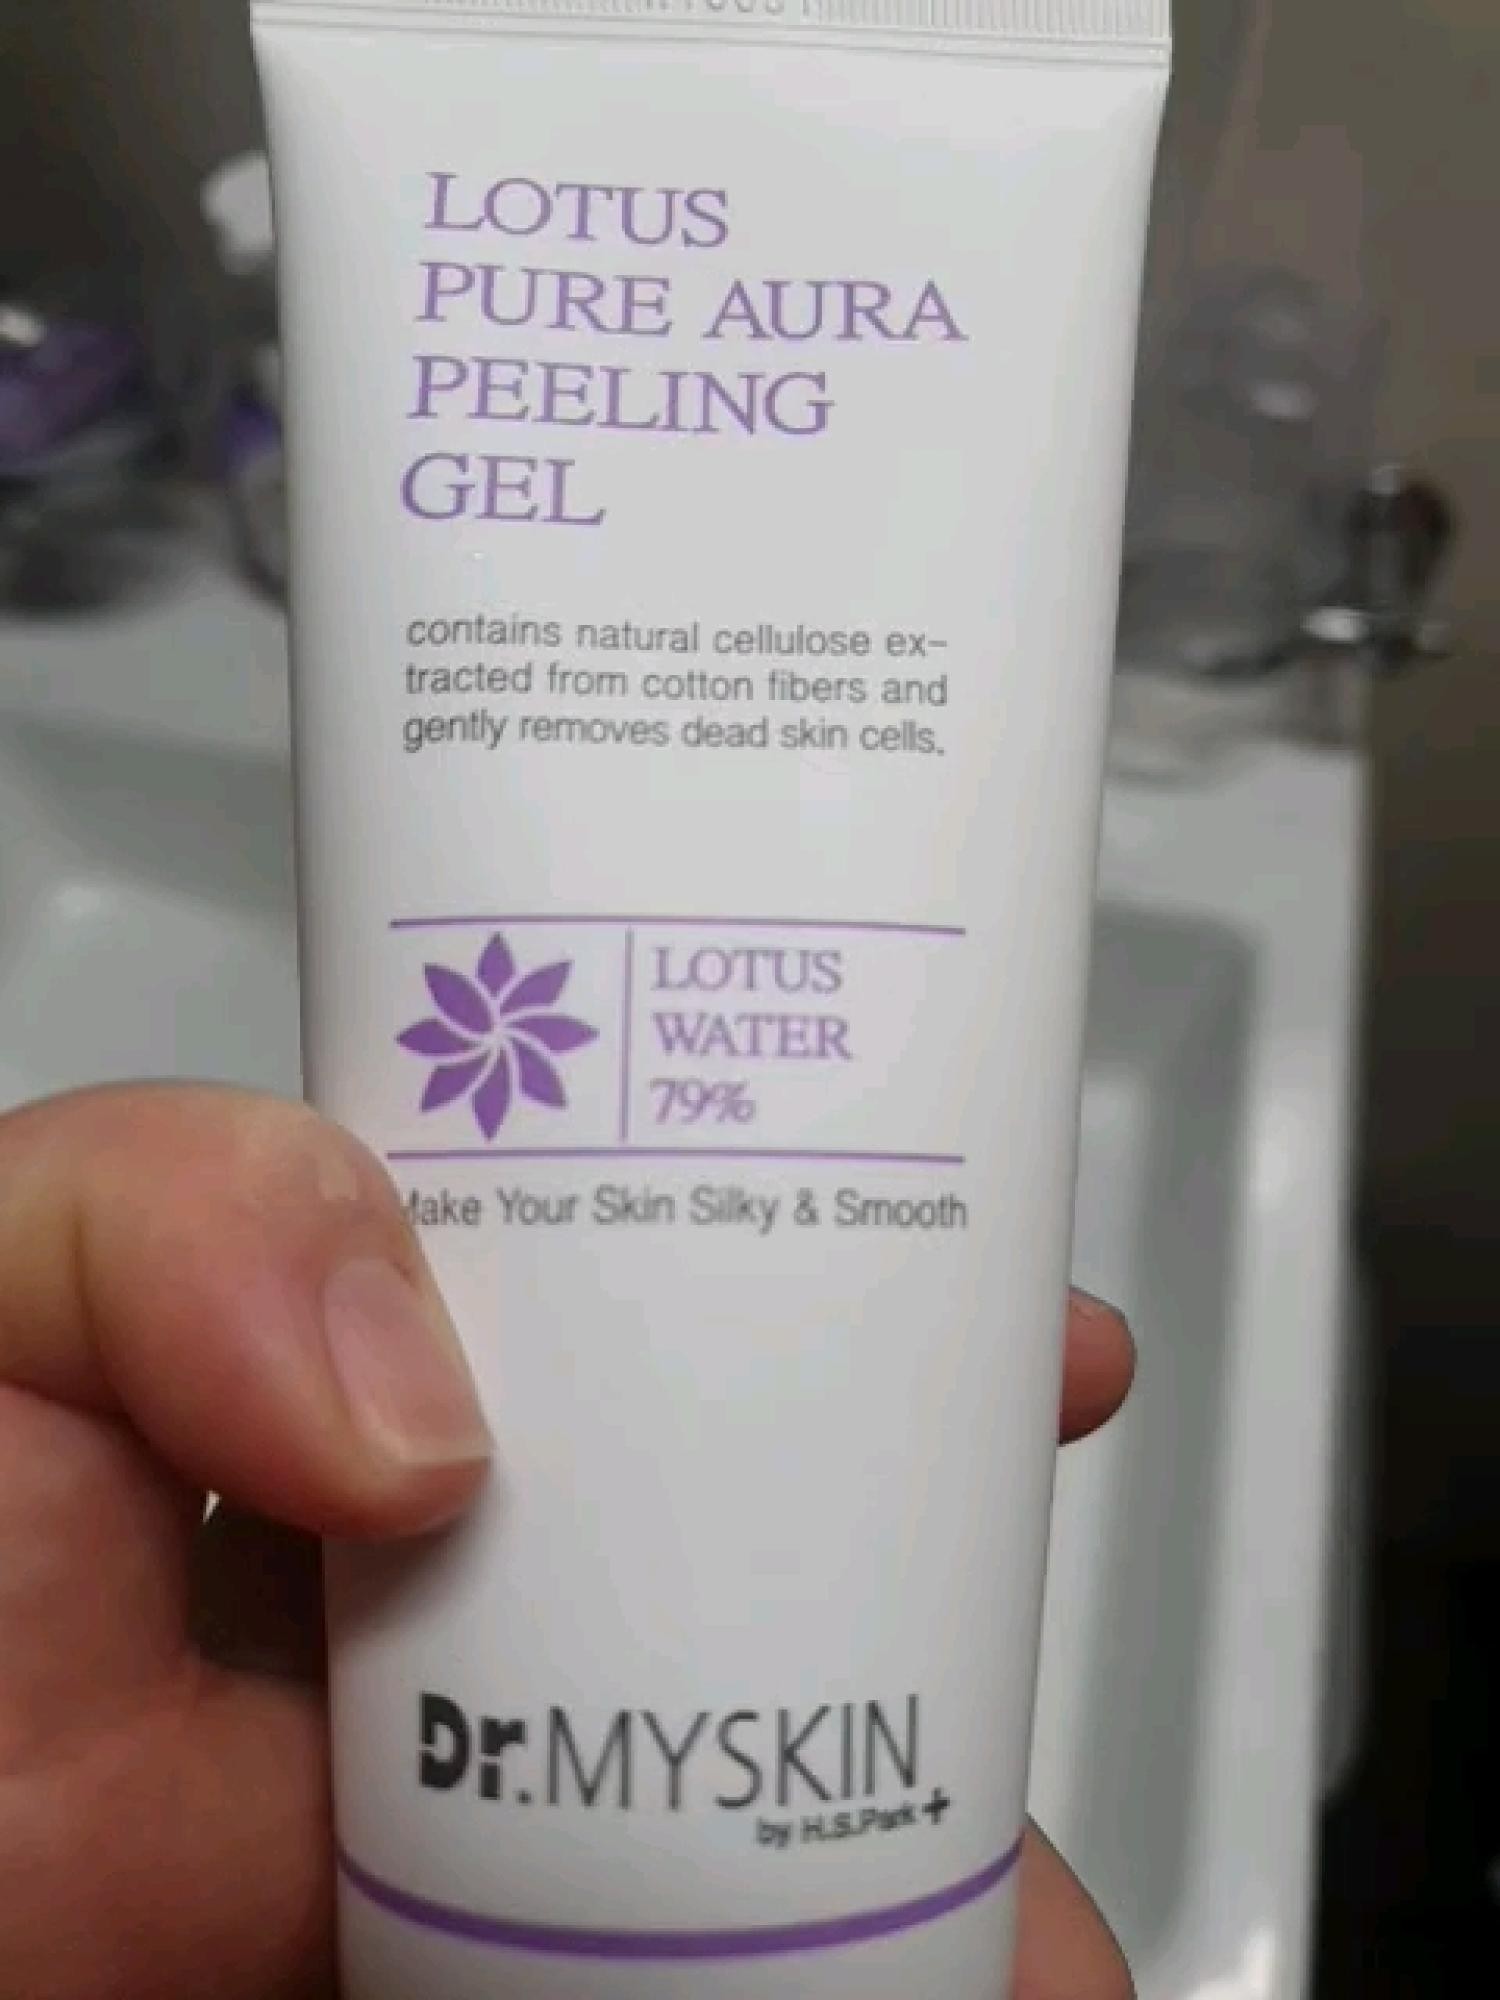 LOTUS
PURE AURA
PEELING
GEL
contains natural cellulose ex-
tracted from cotton fibers and
gently removes dead skin cells.
LOTUS
WATER
79%
Make Your Skin Silky & Smooth
Dr.MYSKIN
by H.S.Park+